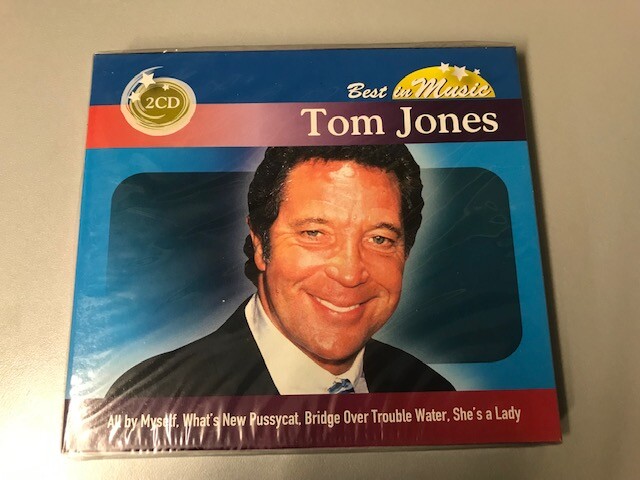 2CD
Best in Music
Tom Jones
All by Myself, What's New Pussycat, Bridge Over Trouble Water, She's a Lady